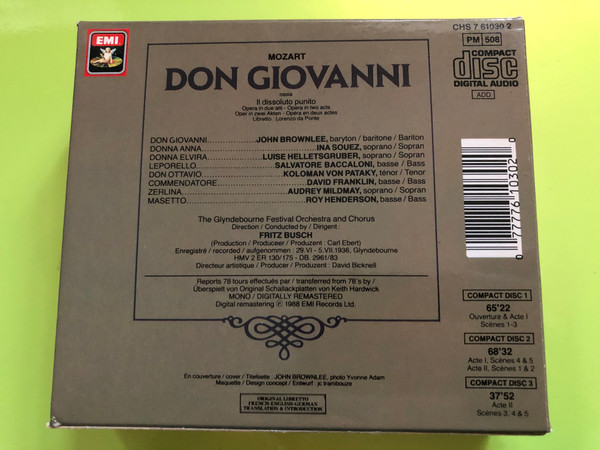 EMI
CHS 7 61030 2
PM 508
COMPACT
disc
DIGITAL AUDIO
ADD
MOZART
DON GIOVANNI
ossia
Il dissoluto punito
Opera in due atti - Opera in two acts
Oper in zwei Akten - Opéra en deux actes
Libretto : Lorenzo da Ponte
DON GIOVANNI JOHN BROWNLEE, baryton / baritone / Bariton
DONNA ANNA INA SOUEZ, soprano / Sopran
DONNA ELVIRA LUISE HELLETSGRUBER, soprano / Sopran
LEPORELLO SALVATORE BACCALONI, basse / Bass
DON OTTAVIO KOLOMAN VON PATAKY, ténor / Tenor
COMMENDATORE DAVID FRANKLIN, basse / Bass
ZERLINA AUDREY MILDMAY, soprano / Sopran
MASETTO ROY HENDERSON, basse / Bass
The Glyndebourne Festival Orchestra and Chorus
Direction / Conducted by / Dirigent :
FRITZ BUSCH
(Production / Producer / Produzent : Carl Ebert)
Enregistré / recorded / aufgenommen : 29.VI - 5.VII.1936, Glyndebourne
HMV 2 ER 130/175 - DB. 2961/83
Directeur artistique / Producer / Produzent : David Bicknell
Reports 78 tours effectués par / transferred from 78's by /
Überspielt von Original Schallackplatten von Keith Hardwick
MONO / DIGITALLY REMASTERED
Digital remastering ℗ 1988 EMI Records Ltd.
En couverture / cover / Titelseite : JOHN BROWNLEE, photo Yvonne Adam
Maquette / Design concept / Entwurf : jc trambouze
ORIGINAL LIBRETTO
FRENCH-ENGLISH-GERMAN
TRANSLATION & INTRODUCTION
0 77776 10302 0
COMPACT DISC 1
65'22
Ouverture & Acte I
Scènes 1-3
COMPACT DISC 2
68'32
Acte I, Scènes 4 & 5
Acte II, Scènes 1 & 2
COMPACT DISC 3
37'52
Acte II
Scènes 3, 4 & 5